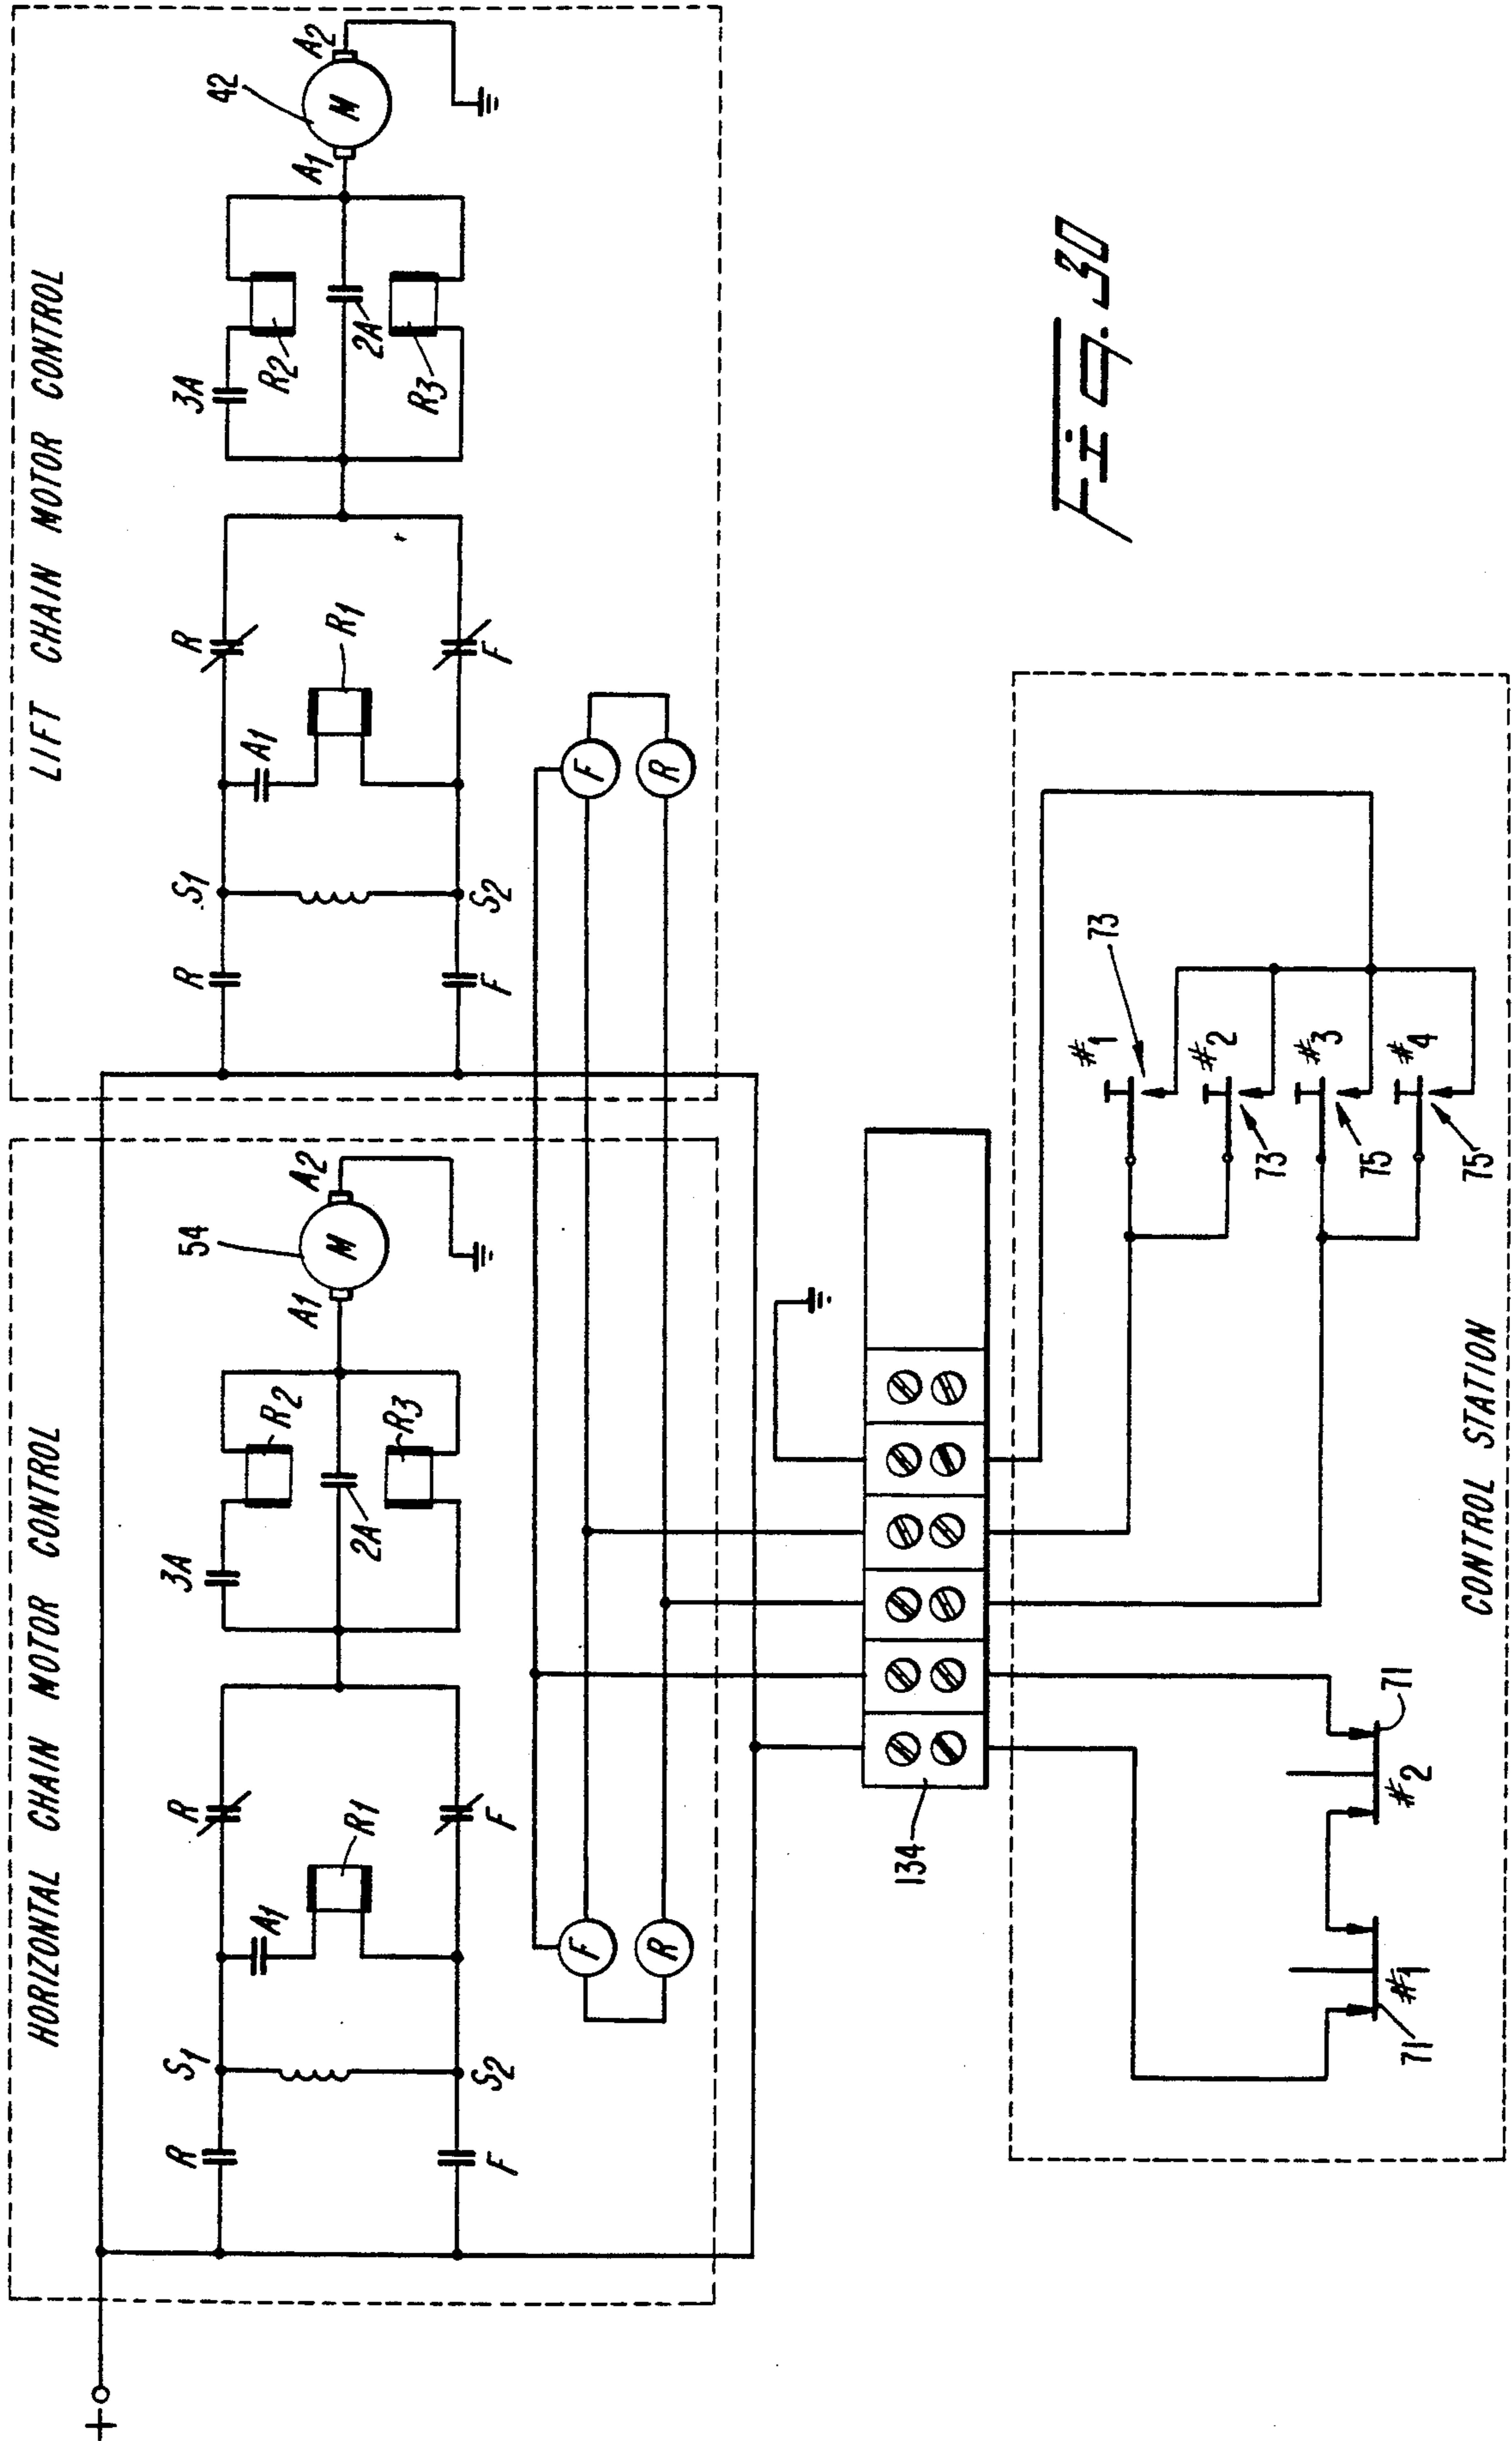 LIFT CHAIN MOTOR CONTROL
R
S1
A1
R
R1
3A
R2
2A
R3
A1
42
M
A2
F
S2
F
F
R
HORIZONTAL CHAIN MOTOR CONTROL
R
S1
A1
R
R1
3A
R2
2A
R3
A1
54
M
A2
F
S2
F
F
R
+
134
#1
73
#2
73
#3
75
#4
75
71
#1
#2
71
CONTROL STATION
Fig. 30